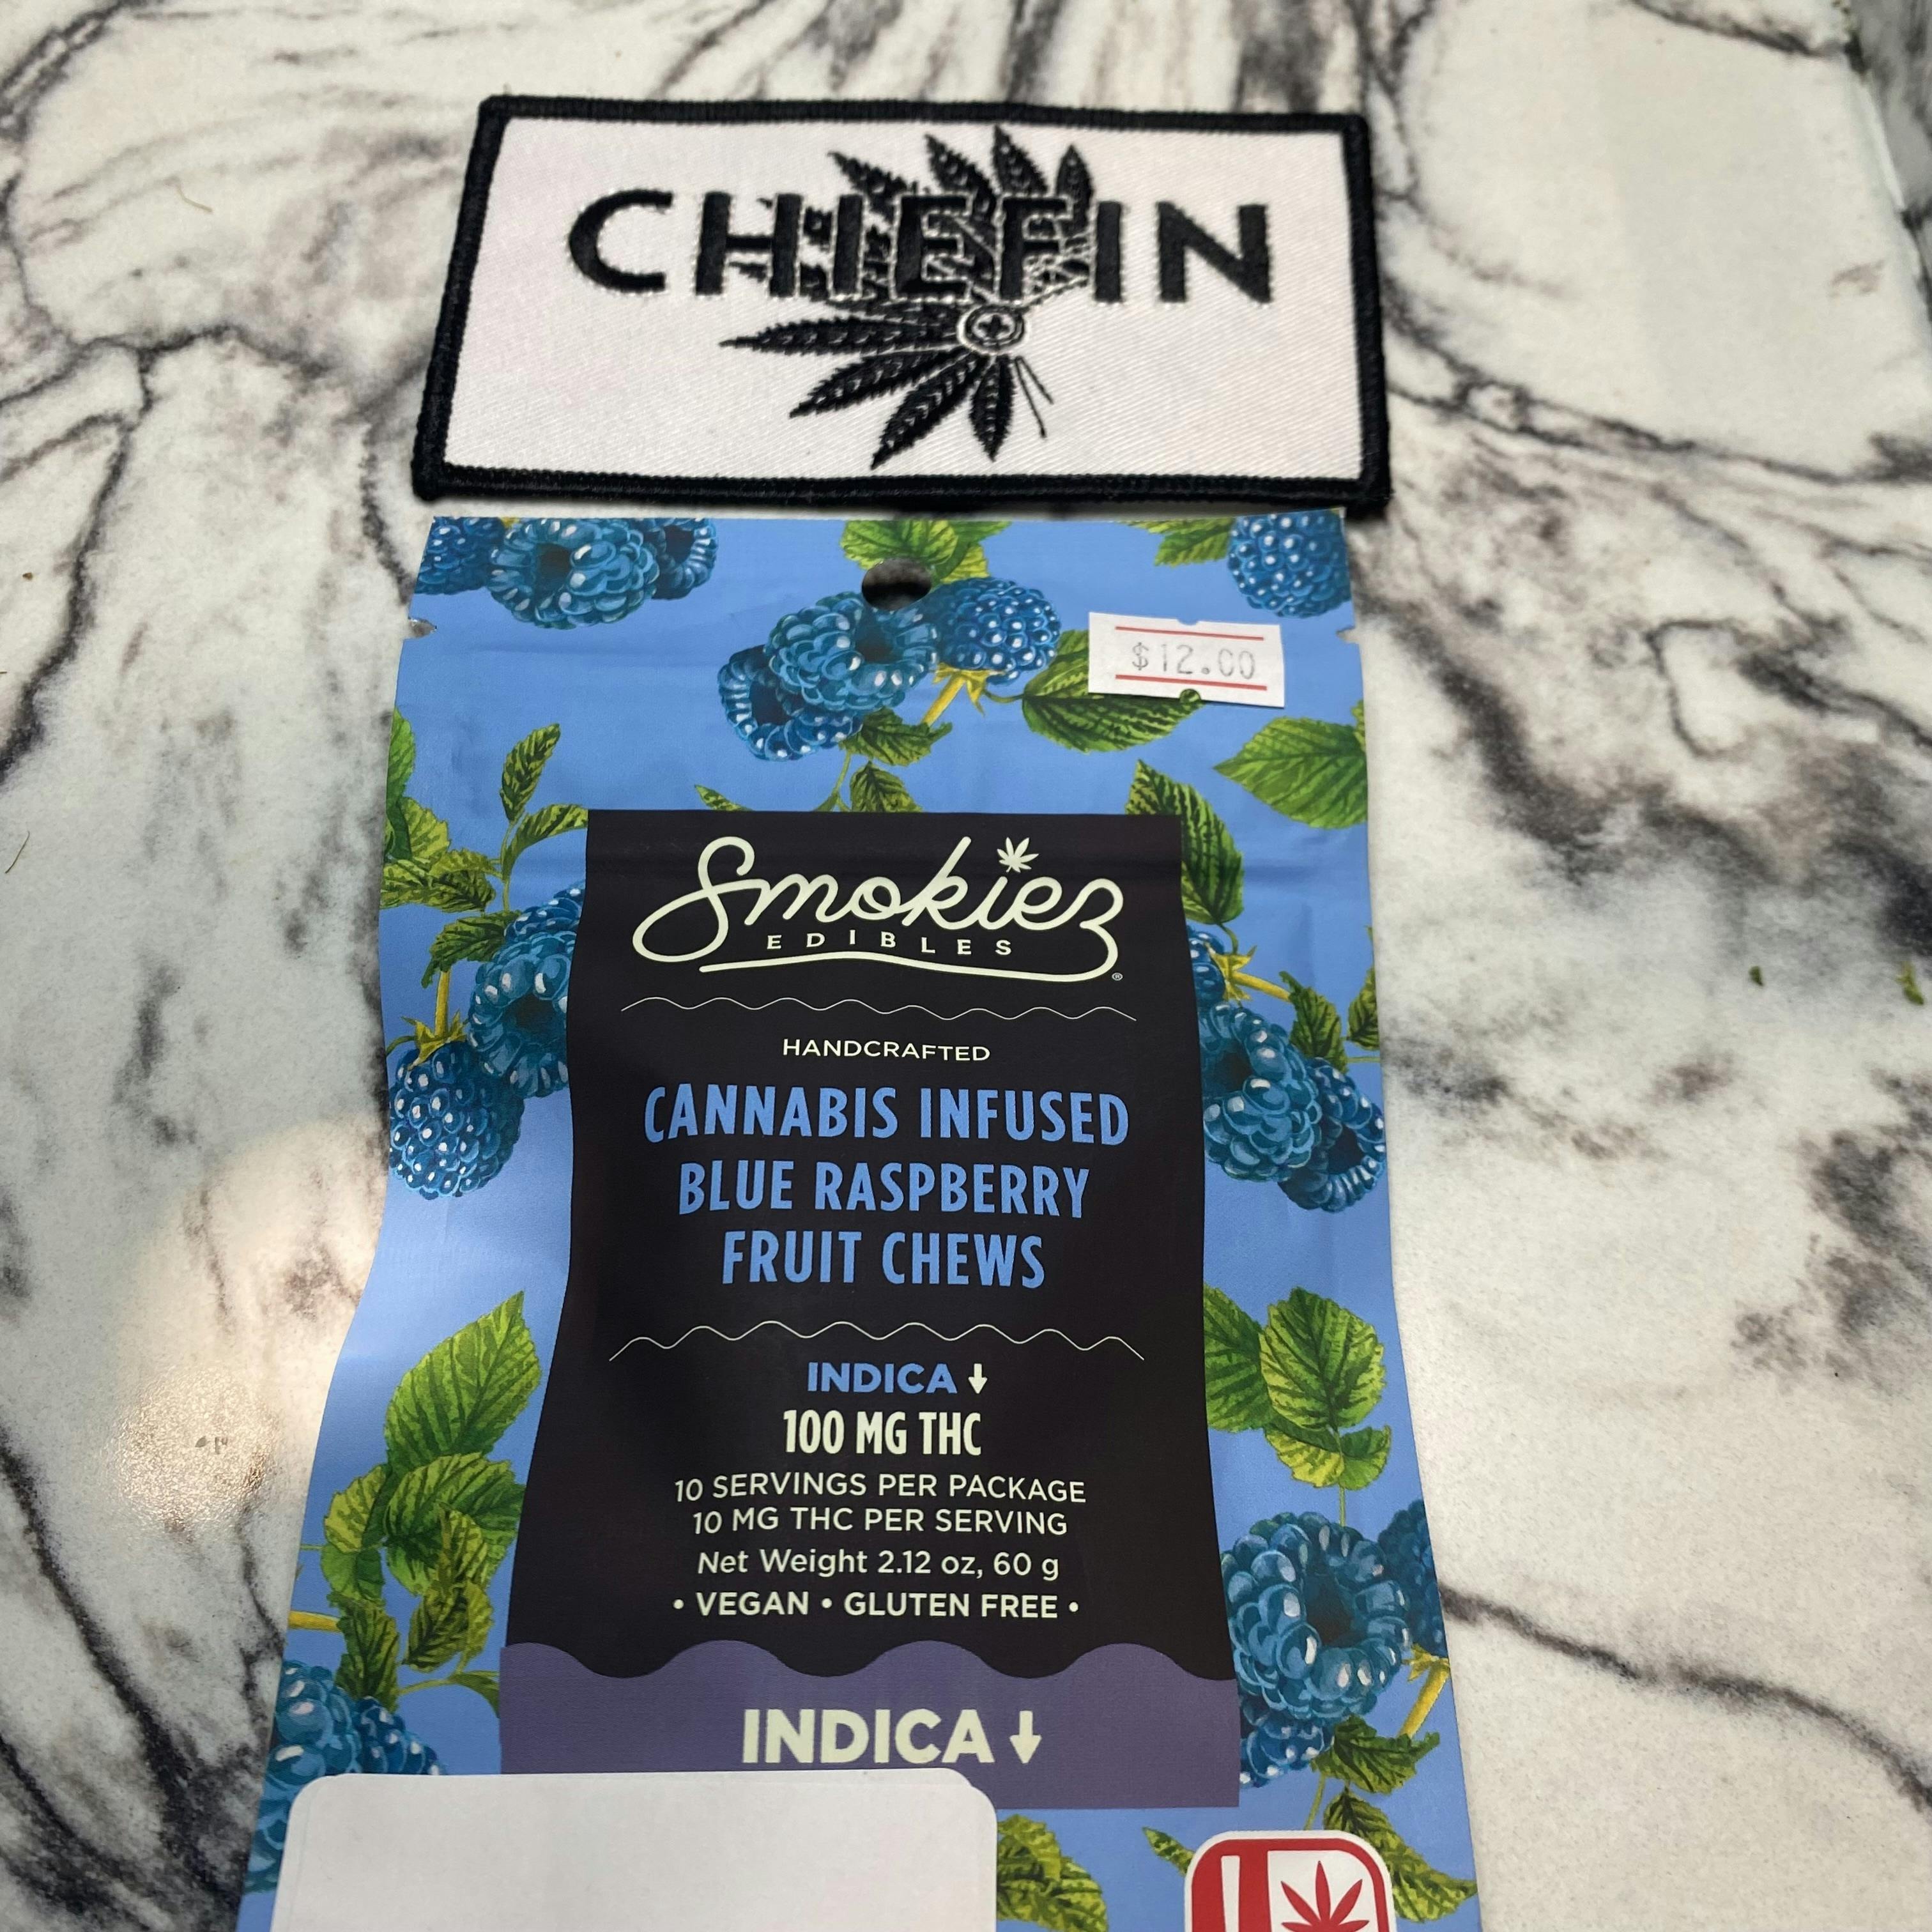 CHIEFIN
$12.00
Smokiez
EDIBLES
®
HANDCRAFTED
CANNABIS INFUSED
BLUE RASPBERRY
FRUIT CHEWS
INDICA ↓
100 MG THC
10 SERVINGS PER PACKAGE
10 MG THC PER SERVING
Net Weight 2.12 oz, 60 g
• VEGAN • GLUTEN FREE •
INDICA ↓
!